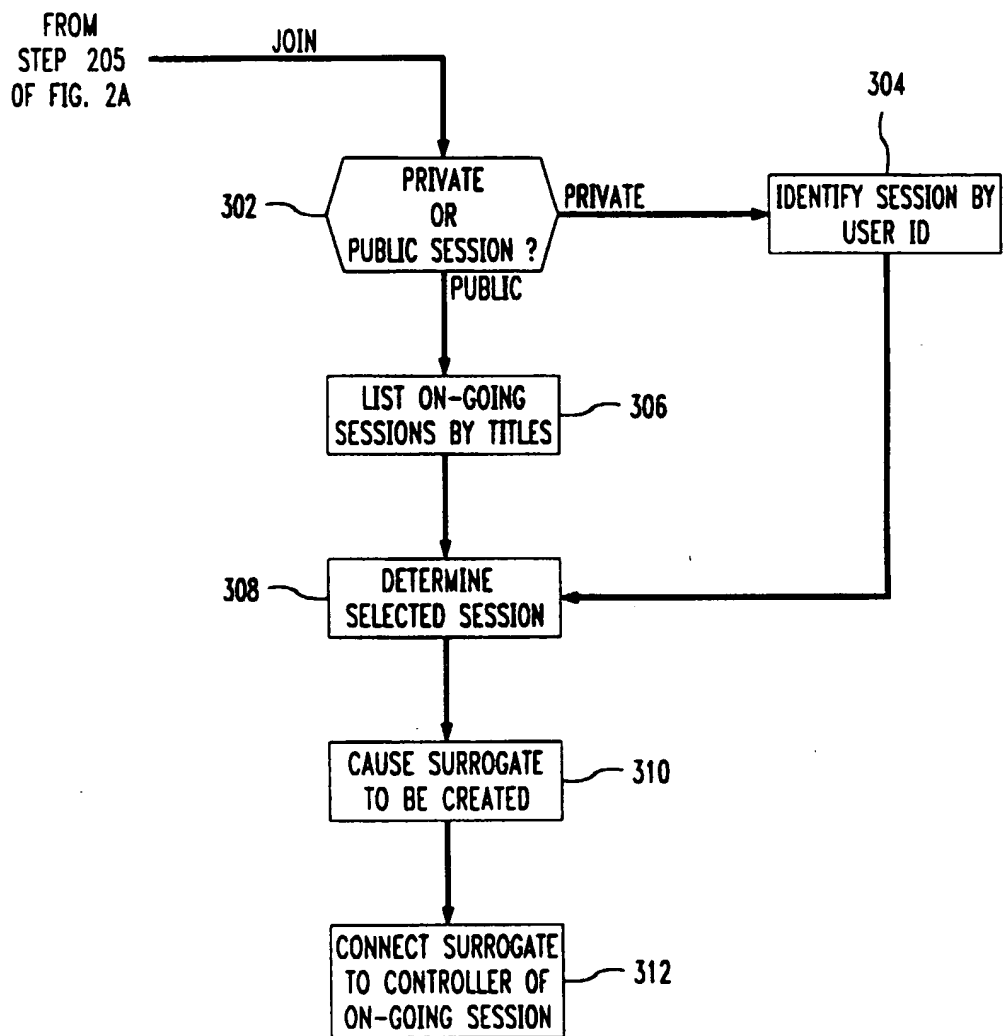 FROM
STEP 205
OF FIG. 2A
JOIN
304
302
PRIVATE
OR
PUBLIC SESSION ?
PRIVATE
IDENTIFY SESSION BY
USER ID
PUBLIC
LIST ON-GOING
SESSIONS BY TITLES
306
308
DETERMINE
SELECTED SESSION
CAUSE SURROGATE
TO BE CREATED
310
CONNECT SURROGATE
TO CONTROLLER OF
ON-GOING SESSION
312